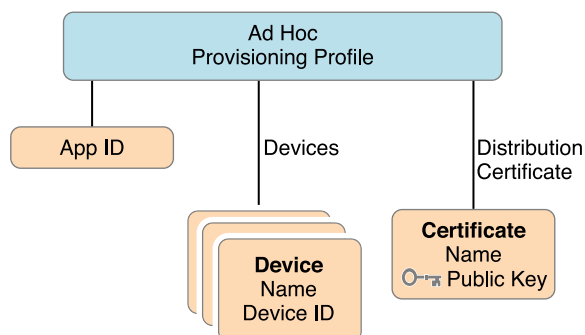 Ad Hoc
Provisioning Profile
App ID
Devices
Distribution
Certificate
Device
Name
Device ID
Certificate
Name
Public Key